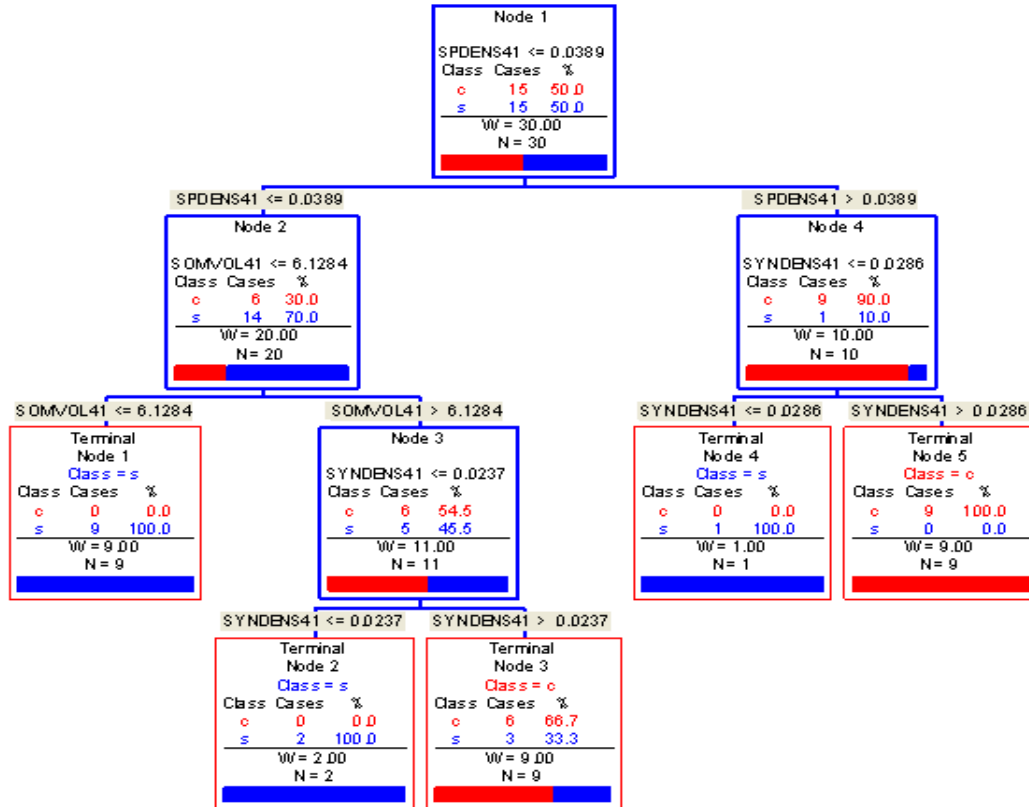 Node 1
SPDENS41 <= 0.0389
Class Cases %
c 15 50.0
s 15 50.0
W = 30.00
N = 30
SPDENS41 <= 0.0389
SPDENS41 > 0.0389
Node 2
SOMVOL41 <= 6.1284
Class Cases %
c 6 30.0
s 14 70.0
W = 20.00
N = 20
Node 4
SYNDENS41 <= 0.0286
Class Cases %
c 9 90.0
s 1 10.0
W = 10.00
N = 10
SOMVOL41 <= 6.1284
SOMVOL41 > 6.1284
SYNDENS41 <= 0.0286
SYNDENS41 > 0.0286
Terminal
Node 1
Class = s
Class Cases %
c 0 0.0
s 9 100.0
W = 9.00
N = 9
Node 3
SYNDENS41 <= 0.0237
Class Cases %
c 6 54.5
s 5 45.5
W = 11.00
N = 11
Terminal
Node 4
Class = s
Class Cases %
c 0 0.0
s 1 100.0
W = 1.00
N = 1
Terminal
Node 5
Class = c
Class Cases %
c 9 100.0
s 0 0.0
W = 9.00
N = 9
SYNDENS41 <= 0.0237
SYNDENS41 > 0.0237
Terminal
Node 2
Class = s
Class Cases %
c 0 0.0
s 2 100.0
W = 2.00
N = 2
Terminal
Node 3
Class = c
Class Cases %
c 6 66.7
s 3 33.3
W = 9.00
N = 9